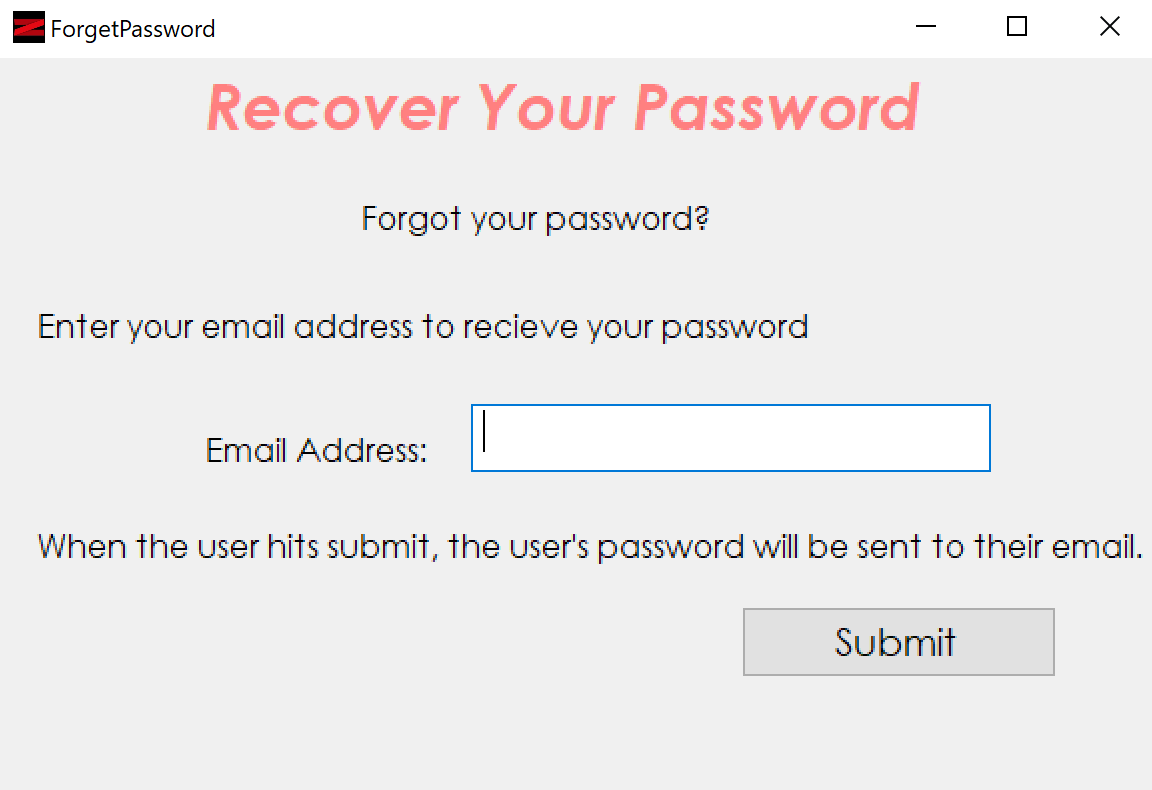 ForgetPassword
Recover Your Password
Forgot your password?
Enter your email address to recieve your password
Email Address:
When the user hits submit, the user's password will be sent to their email.
Submit